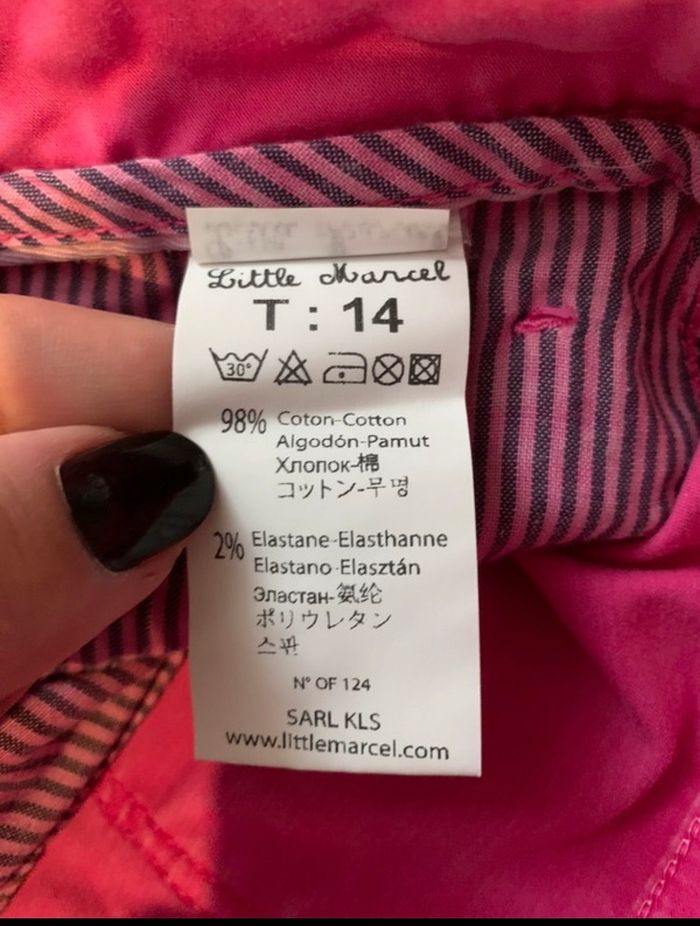 Little Marcel
T : 14
30°
98% Coton-Cotton
Algodón-Pamut
Хлопок-棉
コットン-무명
2% Elastane-Elasthanne
Elastano-Elasztán
Эластан-氨纶
ポリウレタン
스판
N° OF 124
SARL KLS
www.littlemarcel.com